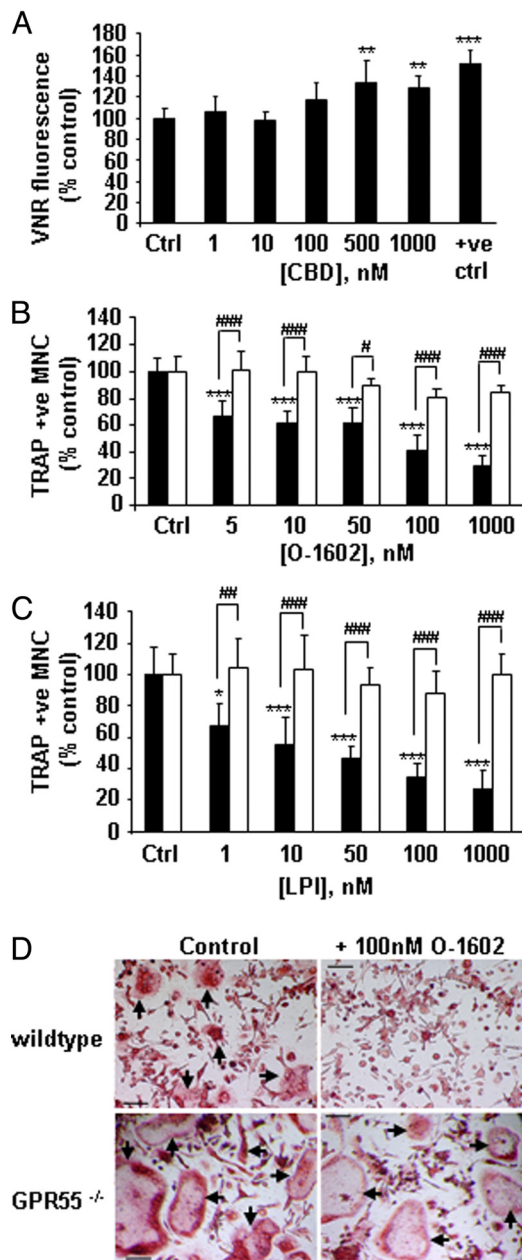 A
VNR fluorescence
(% control)
180
160
140
120
100
80
60
40
20
0
** ** ***
Ctrl 1 10 100 500 1000 +ve
ctrl
[CBD], nM
B
TRAP +ve MNC
(% control)
140
120
100
80
60
40
20
0
### ### # ### ###
*** *** *** *** ***
Ctrl 5 10 50 100 1000
[O-1602], nM
C
TRAP +ve MNC
(% control)
140
120
100
80
60
40
20
0
## ### ### ### ###
* *** *** *** ***
Ctrl 1 10 50 100 1000
[LPI], nM
D
Control + 100nM O-1602
wildtype
GPR55 -/-